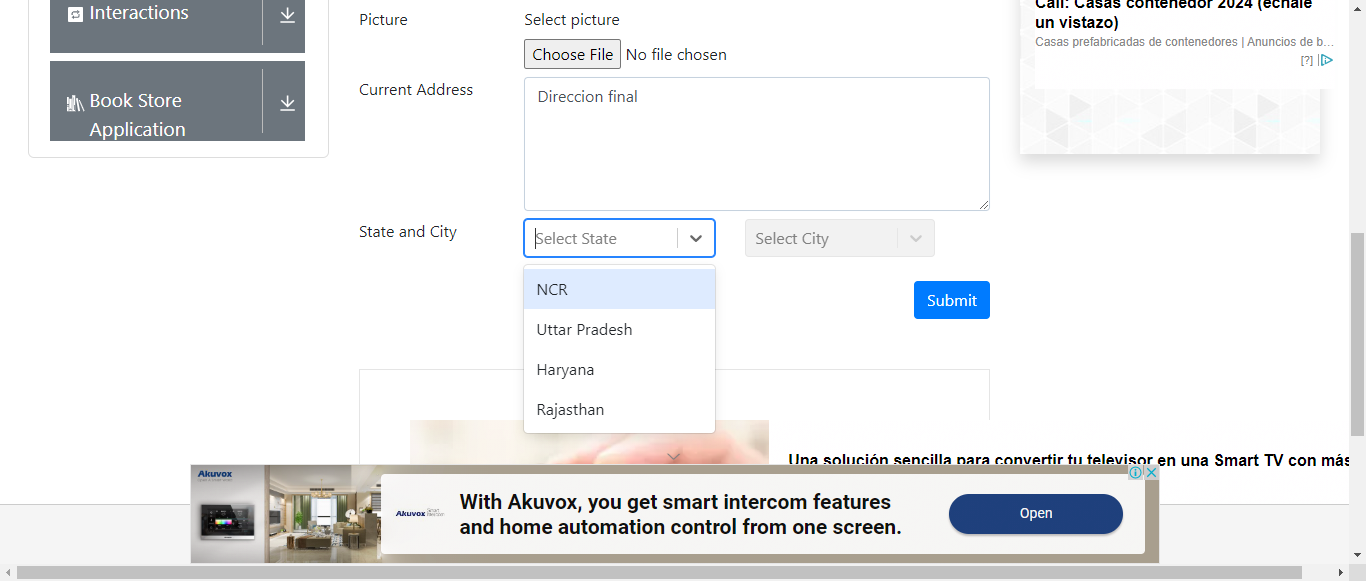 Interactions
Book Store
Application
Picture
Select picture
Choose File No file chosen
Current Address
Direccion final
State and City
Select State
Select City
NCR
Uttar Pradesh
Haryana
Rajasthan
Submit
Cali: Casas contenedor 2024 (échale
un vistazo)
Casas prefabricadas de contenedores | Anuncios de b...
[?]
Una solución sencilla para convertir tu televisor en una Smart TV con más
Akuvox
Akuvox
With Akuvox, you get smart intercom features
and home automation control from one screen.
Open